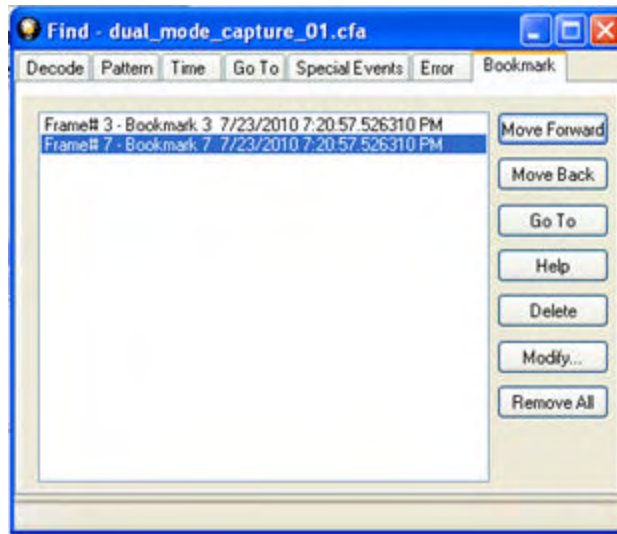 Find - dual_mode_capture_01.cfa
Decode Pattern Time Go To Special Events Error Bookmark
Frame# 3 - Bookmark 3 7/23/2010 7:20:57.526310 PM
Frame# 7 - Bookmark 7 7/23/2010 7:20:57.526310 PM
Move Forward
Move Back
Go To
Help
Delete
Modify...
Remove All